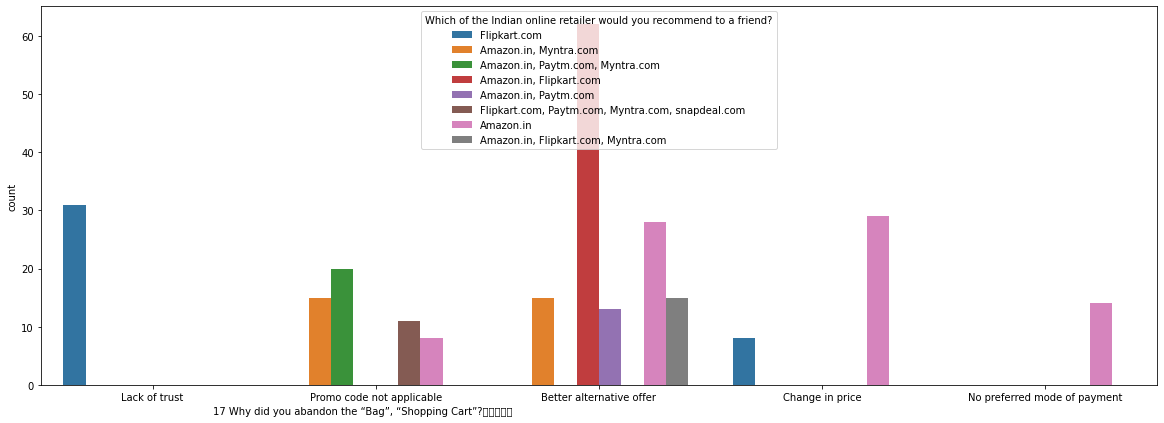 Which of the Indian online retailer would you recommend to a friend?
Flipkart.com
Amazon.in, Myntra.com
Amazon.in, Paytm.com, Myntra.com
Amazon.in, Flipkart.com
Amazon.in, Paytm.com
Flipkart.com, Paytm.com, Myntra.com, snapdeal.com
Amazon.in
Amazon.in, Flipkart.com, Myntra.com
count
60
50
40
30
20
10
0
Lack of trust Promo code not applicable Better alternative offer Change in price No preferred mode of payment
17 Why did you abandon the “Bag”, “Shopping Cart”?